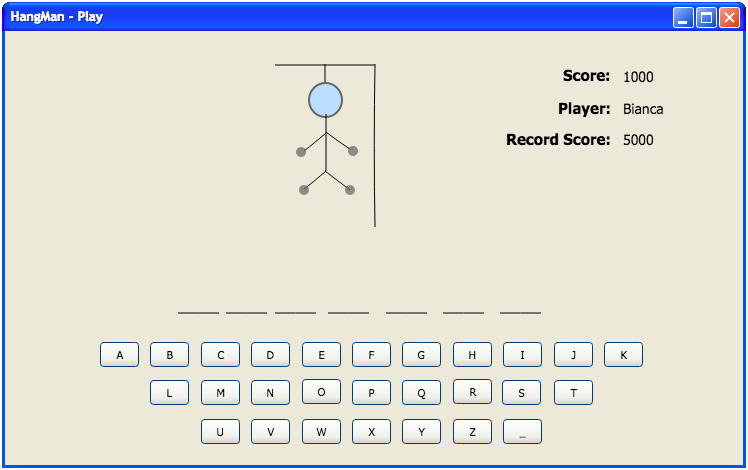 HangMan - Play
Score: 1000
Player: Bianca
Record Score: 5000
A B C D E F G H I J K
L M N O P Q R S T
U V W X Y Z _